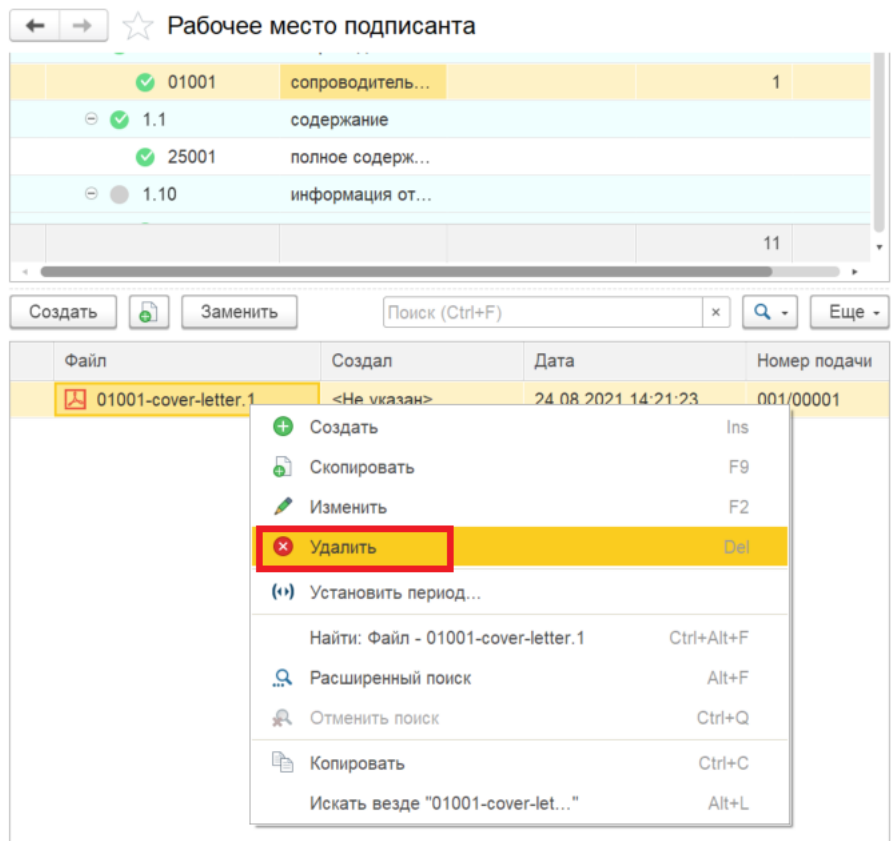 Рабочее место подписанта
01001 сопроводитель... 1
1.1 содержание
25001 полное содерж...
1.10 информация от...
11
Создать Заменить Поиск (Ctrl+F) × Еще
Файл Создал Дата Номер подачи
01001-cover-letter.1 <Не указан> 24.08.2021 14:21:23 001/00001
Создать Ins
Скопировать F9
Изменить F2
Удалить Del
Установить период...
Найти: Файл - 01001-cover-letter.1 Ctrl+Alt+F
Расширенный поиск Alt+F
Отменить поиск Ctrl+Q
Копировать Ctrl+C
Искать везде "01001-cover-let..." Alt+L